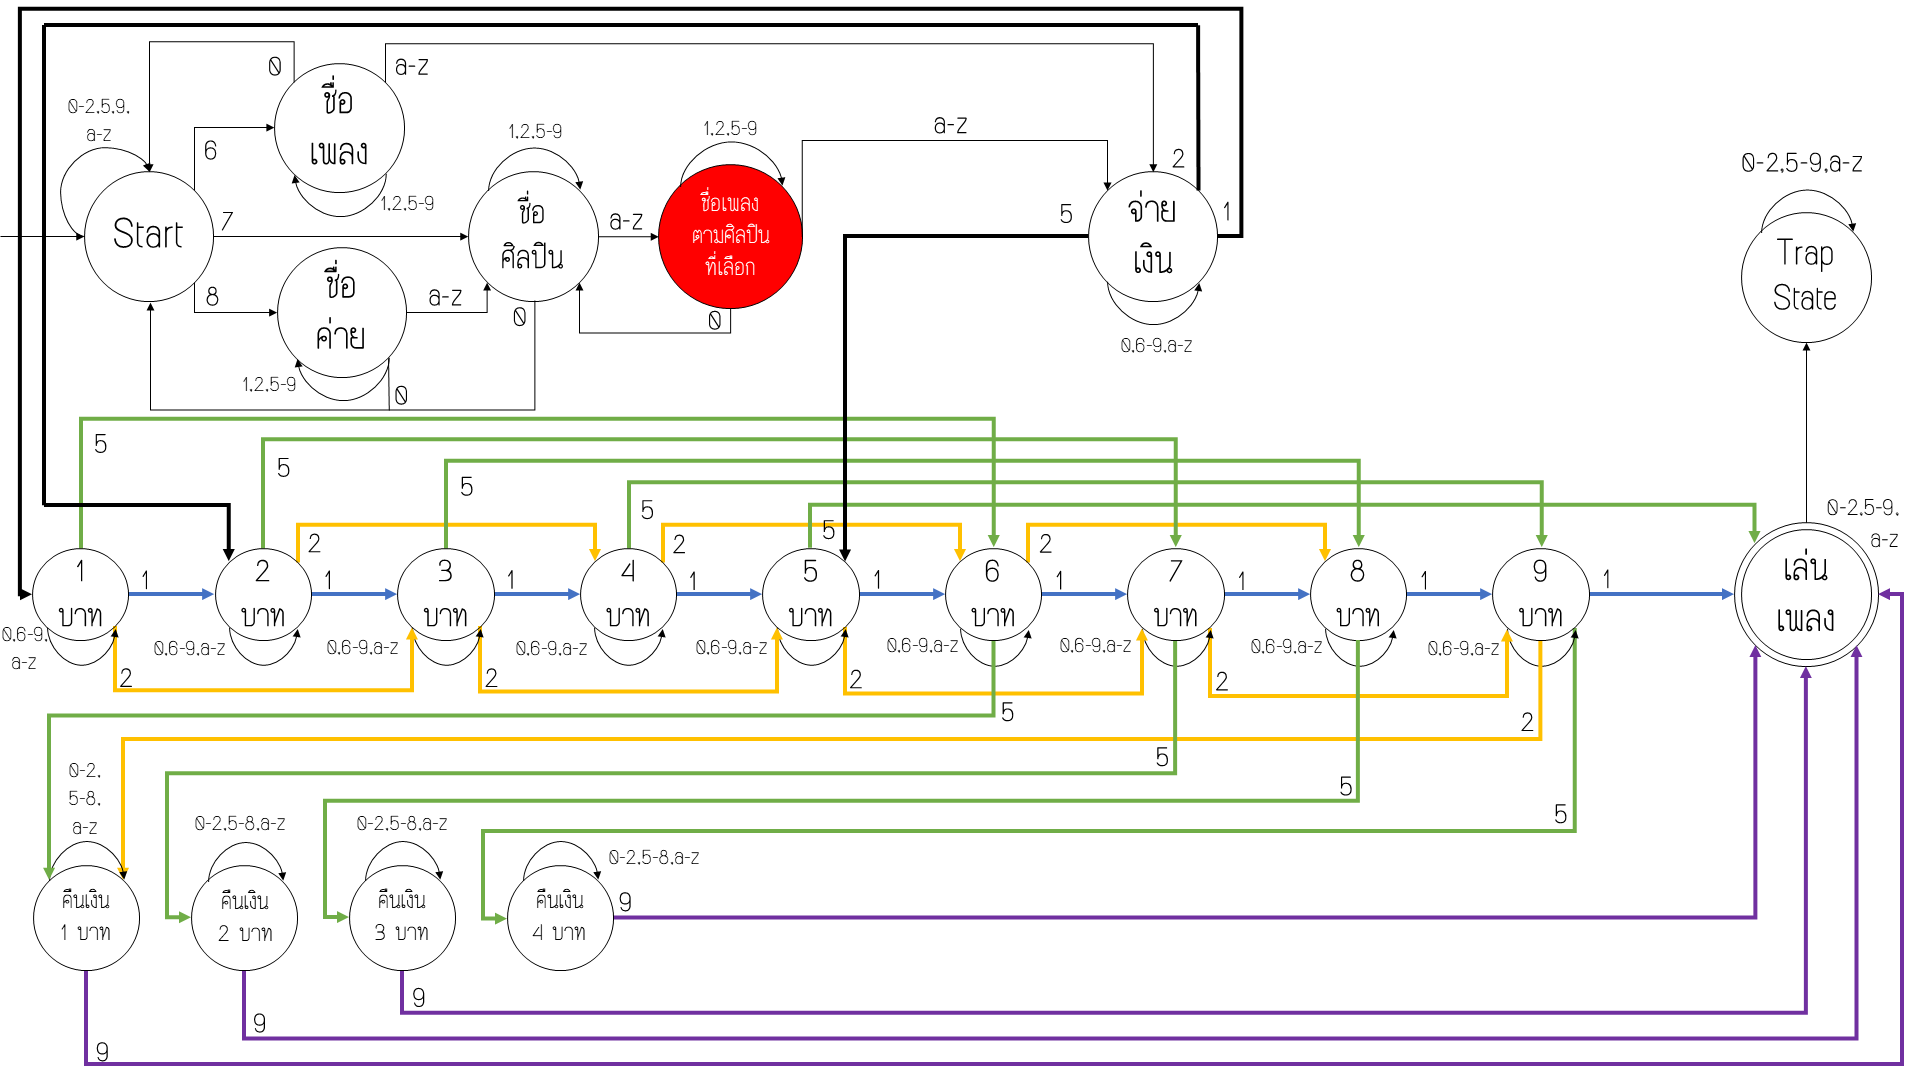 0
a-z
ชื่อ
เพลง
0-2,5,9,
a-z
6
1,2,5-9
1,2,5-9
1,2,5-9
a-z
2
0-2,5-9,a-z
Start
7
ชื่อ
ศิลปิน
a-z
ชื่อเพลง
ตามศิลปิน
ที่เลือก
5
จ่าย
เงิน
1
Trap
State
8
ชื่อ
ค่าย
a-z
0
0
0,6-9,a-z
1,2,5-9
0
5
5
5
5
5
0-2,5-9,
a-z
2
2
2
1
บาท
1
2
บาท
1
3
บาท
1
4
บาท
1
5
บาท
1
6
บาท
1
7
บาท
1
8
บาท
1
9
บาท
1
เล่น
เพลง
0,6-9,
a-z
0,6-9,a-z
0,6-9,a-z
0,6-9,a-z
0,6-9,a-z
0,6-9,a-z
0,6-9,a-z
0,6-9,a-z
0,6-9,a-z
2
2
2
2
5
2
5
5
5
0-2,
5-8,
a-z
0-2,5-8,a-z
0-2,5-8,a-z
0-2,5-8,a-z
คืนเงิน
1 บาท
คืนเงิน
2 บาท
คืนเงิน
3 บาท
คืนเงิน
4 บาท
9
9
9
9